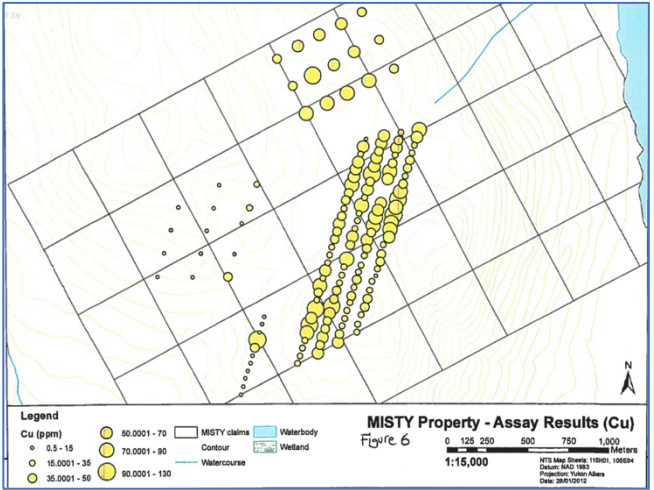 Legend
Cu (ppm)
0.5 - 15
15.0001 - 35
35.0001 - 50
50.0001 - 70
70.0001 - 90
90.0001 - 130
MISTY claims
Contour
Watercourse
Waterbody
Wetland
MISTY Property - Assay Results (Cu)
Figure 6
N
0 125 250 500 750 1,000
Meters
1:15,000
NTS Map Sheets: 115H01, 105E04
Datum: NAD 1983
Projection: Yukon Albers
Date: 28/01/2012